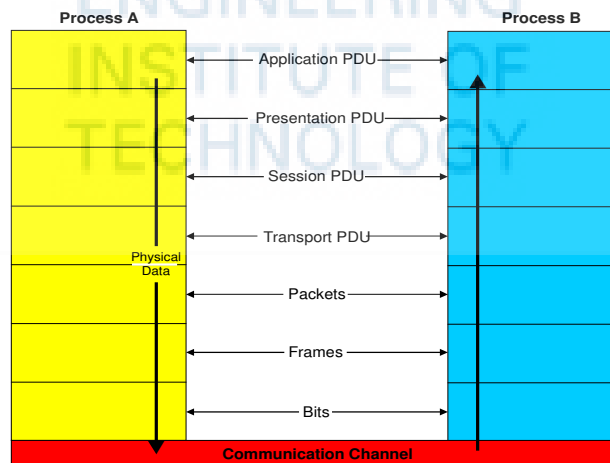 ENGINEERING
INSTITUTE OF
TECHNOLOGY
Process A
Process B
Application PDU
Presentation PDU
Session PDU
Transport PDU
Physical
Data
Packets
Frames
Bits
Communication Channel